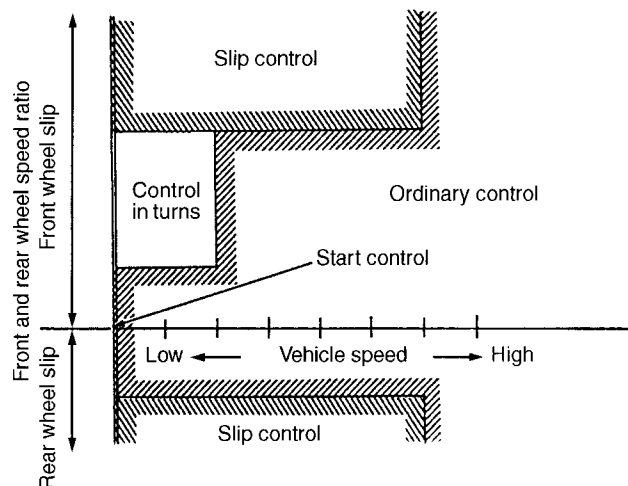 Front and rear wheel speed ratio
Front wheel slip
Rear wheel slip
Slip control
Control
in turns
Ordinary control
Start control
Low
Vehicle speed
High
Slip control